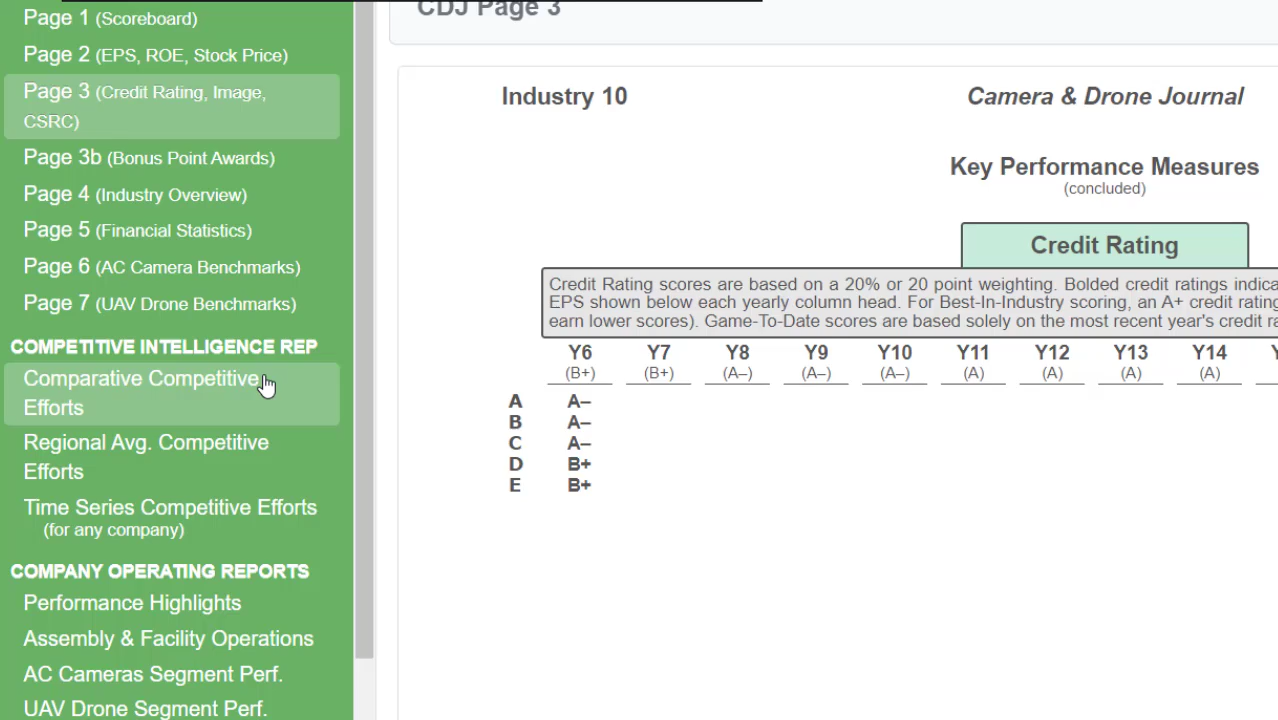 Page 1 (Scoreboard)
Page 2 (EPS, ROE, Stock Price)
Page 3 (Credit Rating, Image,
CSRC)
Page 3b (Bonus Point Awards)
Page 4 (Industry Overview)
Page 5 (Financial Statistics)
Page 6 (AC Camera Benchmarks)
Page 7 (UAV Drone Benchmarks)
COMPETITIVE INTELLIGENCE REP
Comparative Competitive
Efforts
Regional Avg. Competitive
Efforts
Time Series Competitive Efforts
(for any company)
COMPANY OPERATING REPORTS
Performance Highlights
Assembly & Facility Operations
AC Cameras Segment Perf.
UAV Drone Segment Perf.
CDJ Page 3
Industry 10 Camera & Drone Journal
Key Performance Measures
(concluded)
Credit Rating
Credit Rating scores are based on a 20% or 20 point weighting. Bolded credit ratings indica
EPS shown below each yearly column head. For Best-In-Industry scoring, an A+ credit rating
earn lower scores). Game-To-Date scores are based solely on the most recent year's credit ra
Y6 Y7 Y8 Y9 Y10 Y11 Y12 Y13 Y14
(B+) (B+) (A–) (A–) (A–) (A) (A) (A) (A)
A A–
B A–
C A–
D B+
E B+